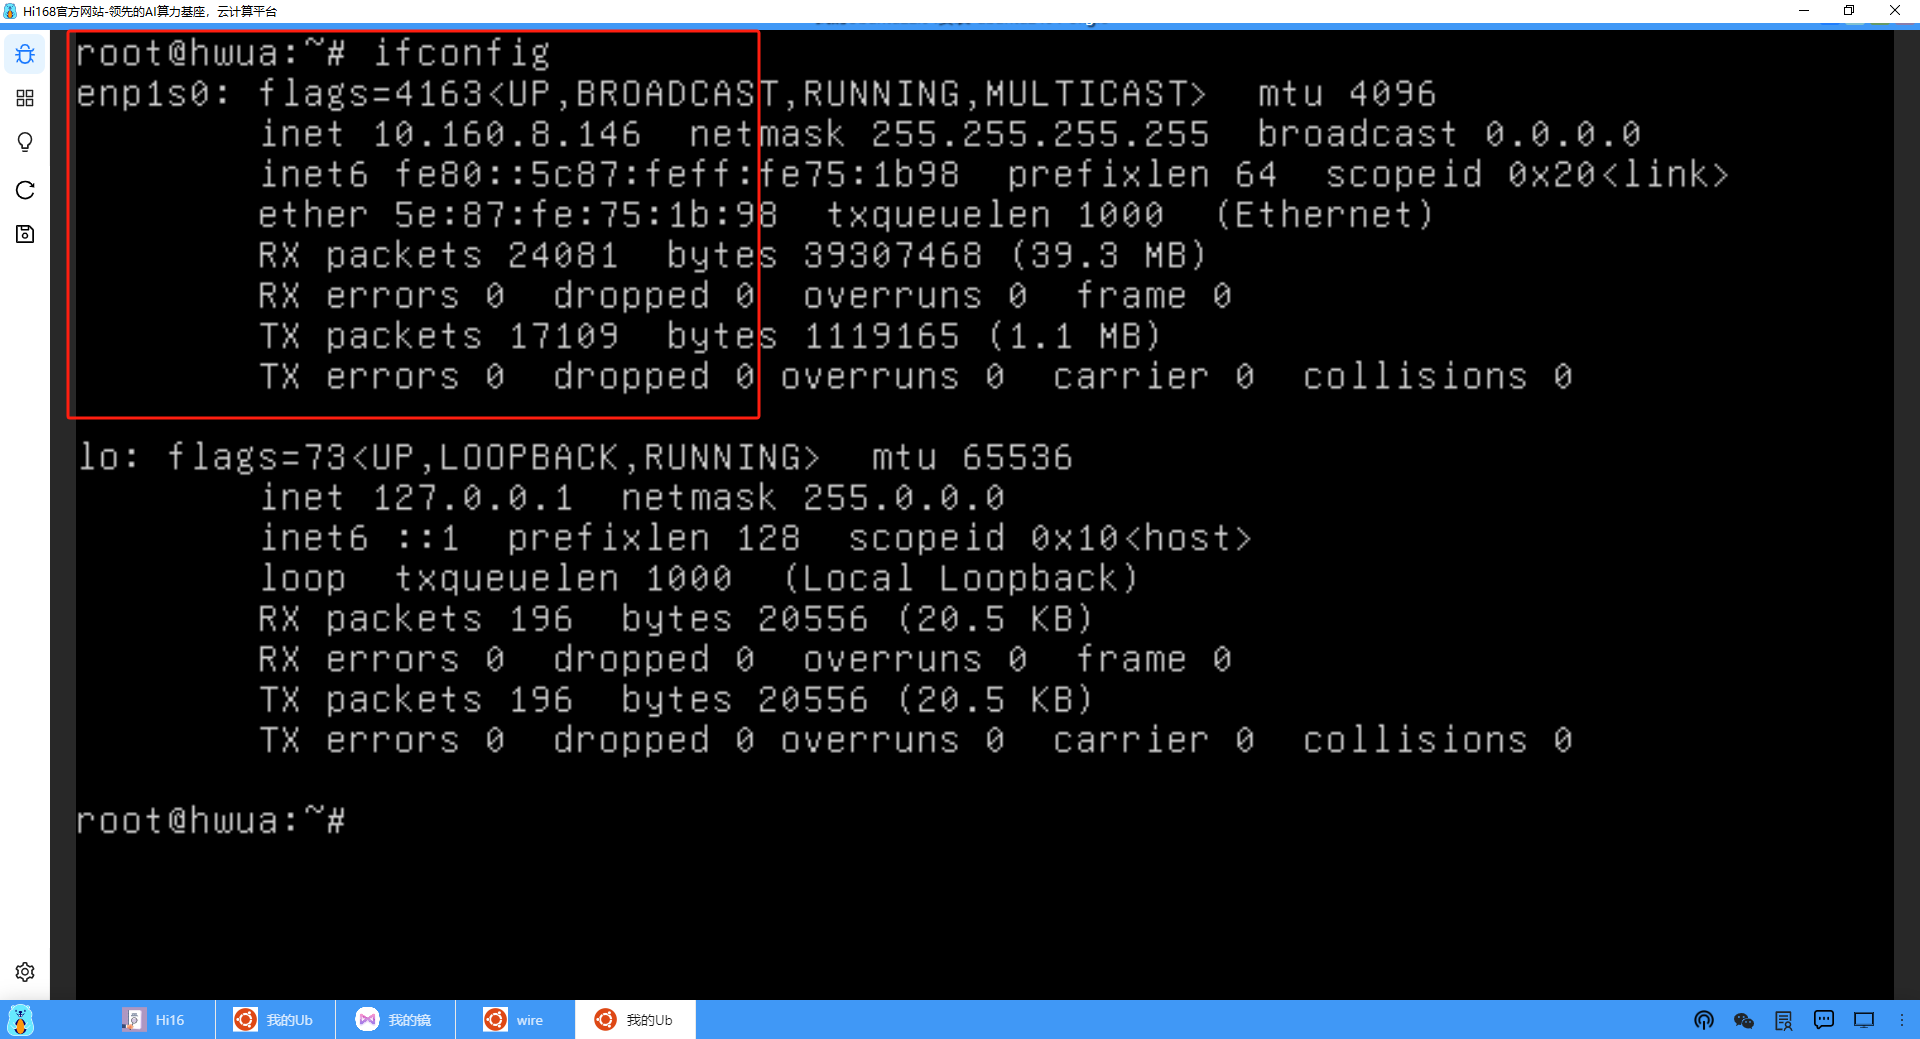 Hi168官方网站-领先的AI算力基座，云计算平台
root@hwua:~# ifconfig
enp1s0: flags=4163<UP,BROADCAST,RUNNING,MULTICAST>  mtu 4096
        inet 10.160.8.146  netmask 255.255.255.255  broadcast 0.0.0.0
        inet6 fe80::5c87:feff:fe75:1b98  prefixlen 64  scopeid 0x20<link>
        ether 5e:87:fe:75:1b:98  txqueuelen 1000  (Ethernet)
        RX packets 24081  bytes 39307468 (39.3 MB)
        RX errors 0  dropped 0  overruns 0  frame 0
        TX packets 17109  bytes 1119165 (1.1 MB)
        TX errors 0  dropped 0 overruns 0  carrier 0  collisions 0
lo: flags=73<UP,LOOPBACK,RUNNING>  mtu 65536
        inet 127.0.0.1  netmask 255.0.0.0
        inet6 ::1  prefixlen 128  scopeid 0x10<host>
        loop  txqueuelen 1000  (Local Loopback)
        RX packets 196  bytes 20556 (20.5 KB)
        RX errors 0  dropped 0  overruns 0  frame 0
        TX packets 196  bytes 20556 (20.5 KB)
        TX errors 0  dropped 0 overruns 0  carrier 0  collisions 0
root@hwua:~#
Hi16 我的Ub 我的镜 wire 我的Ub